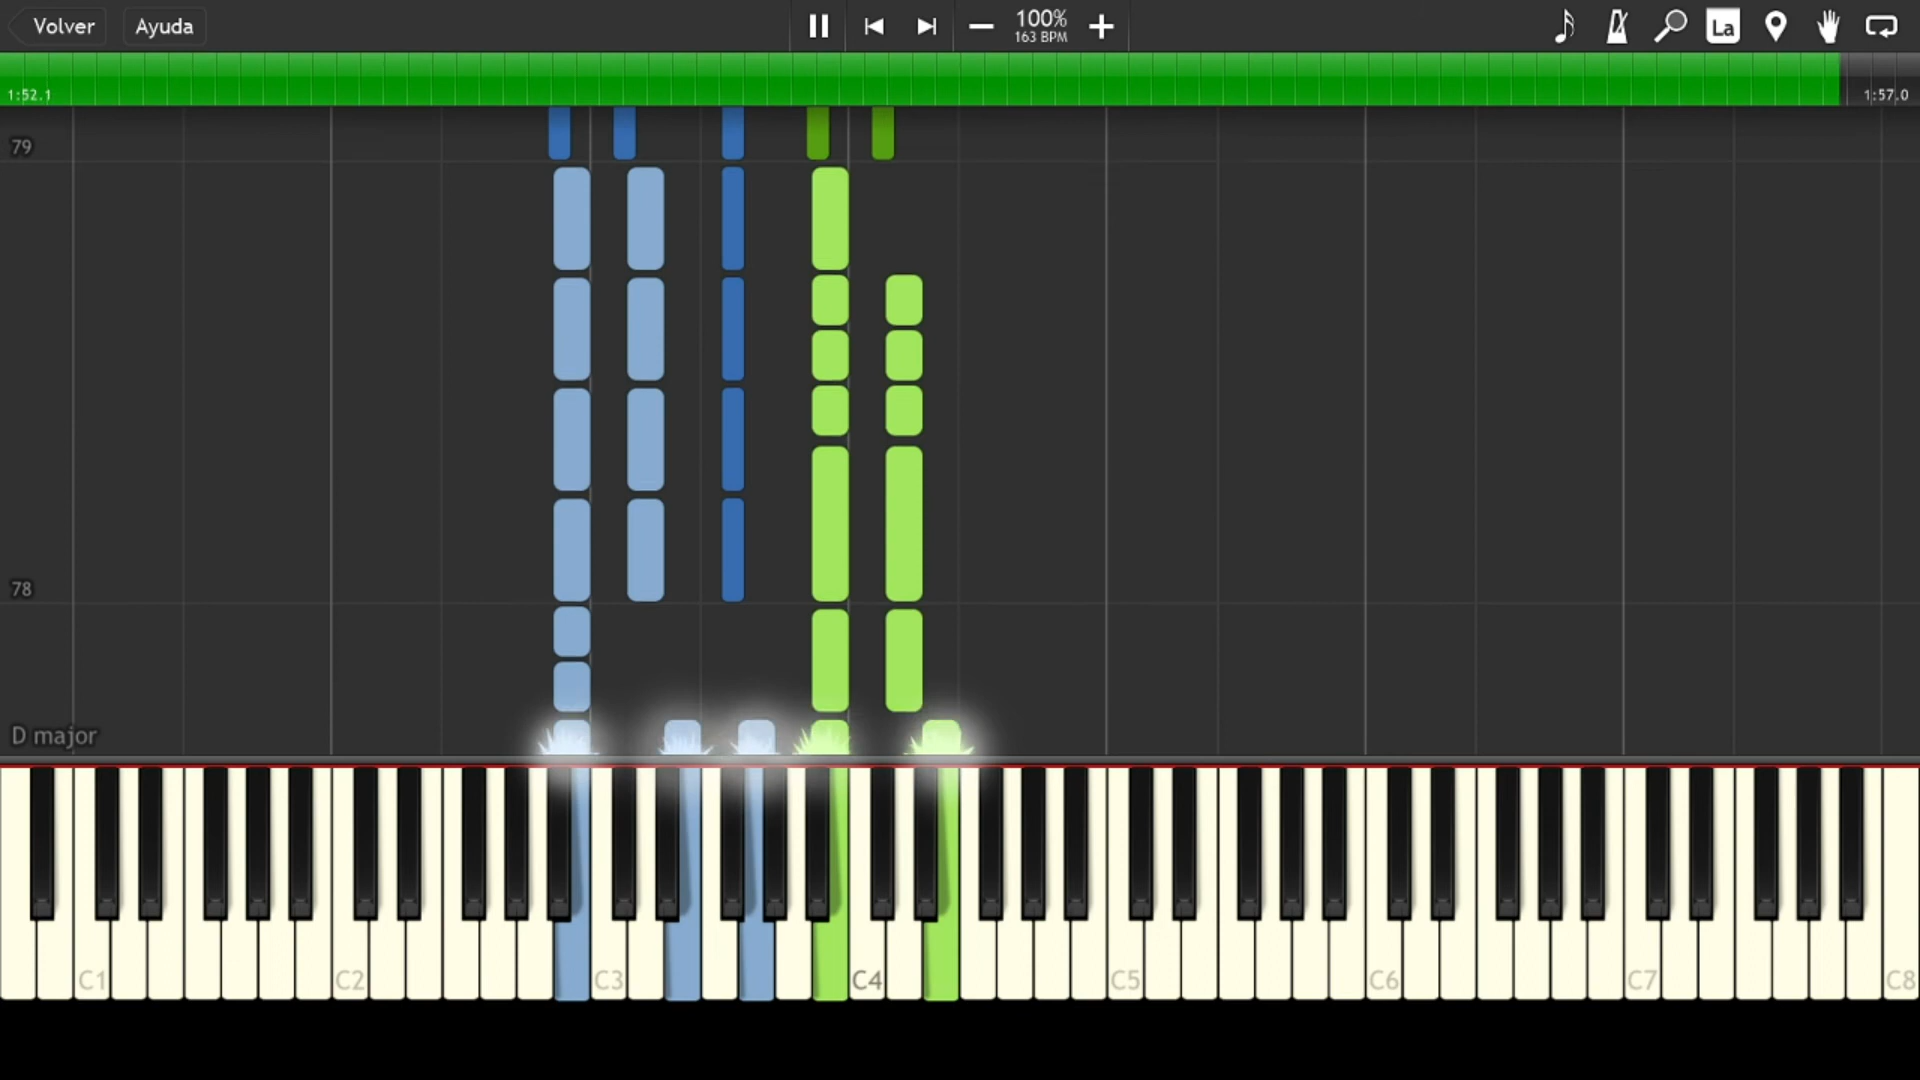 Volver
Ayuda
100%
163 BPM
La
1:52.1
1:57.0
79
78
D major
C1
C2
C3
C4
C5
C6
C7
C8